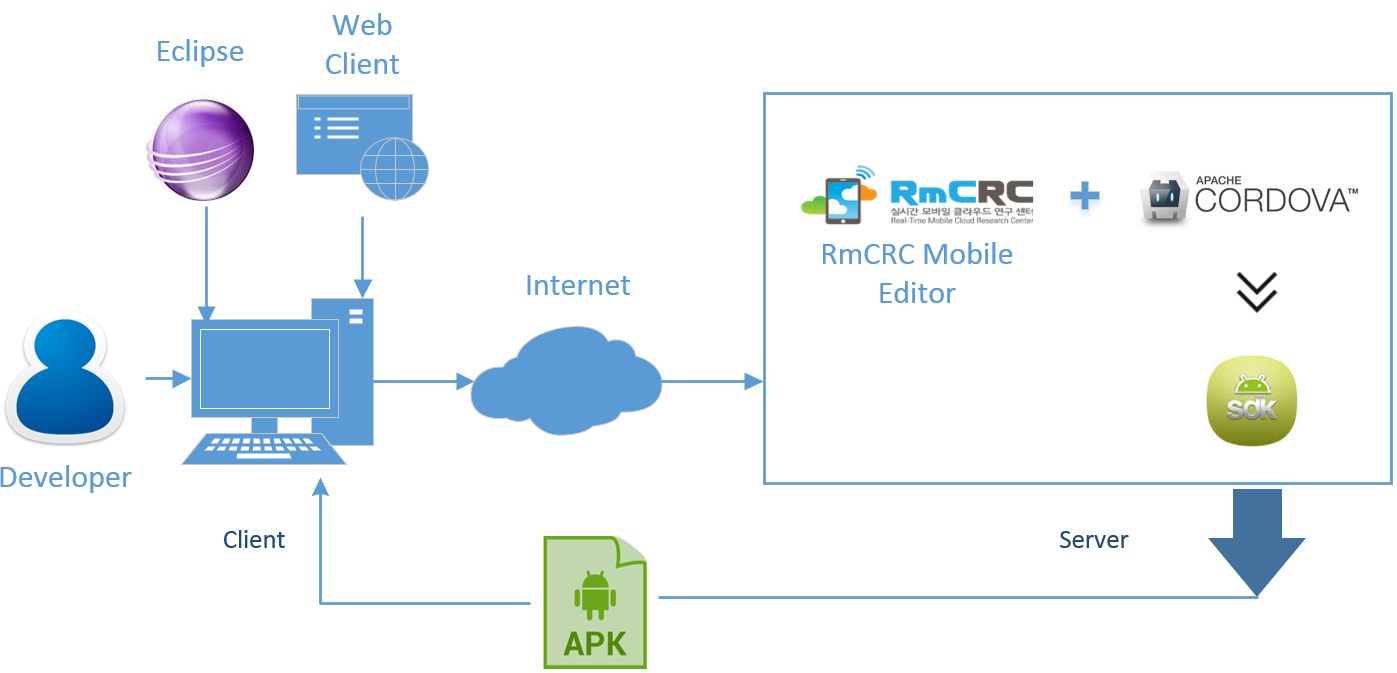 Eclipse
Web
Client
RmCRC
실시간 모바일 클라우드 연구 센터
Real-Time Mobile Cloud Research Center
APACHE
CORDOVA™
RmCRC Mobile
Editor
Internet
sdk
Developer
Client
Server
APK